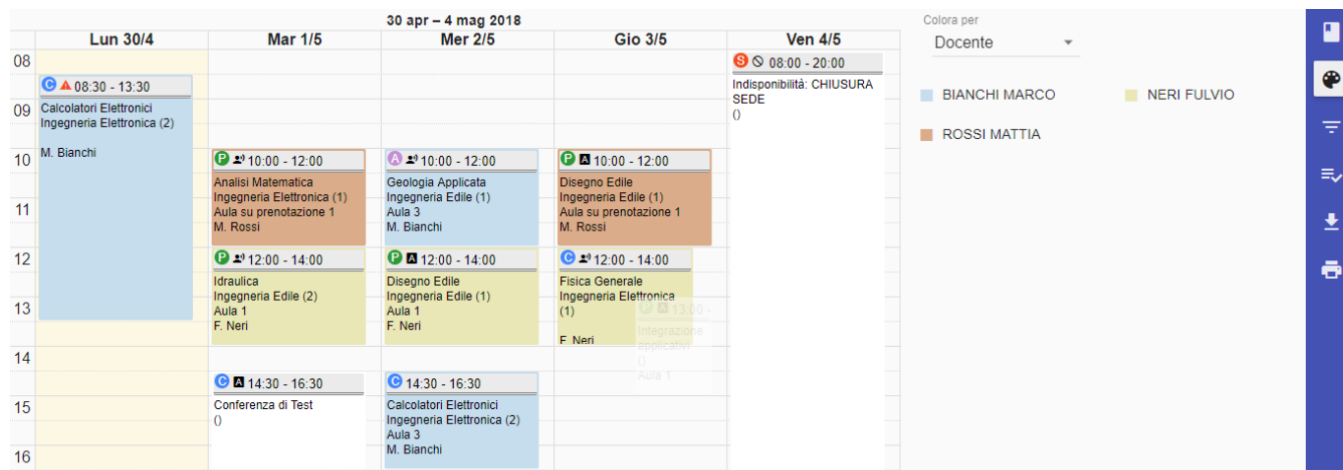 30 apr – 4 mag 2018
Lun 30/4
Mar 1/5
Mer 2/5
Gio 3/5
Ven 4/5
08
09
10
11
12
13
14
15
16
C 08:30 - 13:30
Calcolatori Elettronici
Ingegneria Elettronica (2)
M. Bianchi
P 10:00 - 12:00
Analisi Matematica
Ingegneria Elettronica (1)
Aula su prenotazione 1
M. Rossi
P 12:00 - 14:00
Idraulica
Ingegneria Edile (2)
Aula 1
F. Neri
C A 14:30 - 16:30
Conferenza di Test
()
A 10:00 - 12:00
Geologia Applicata
Ingegneria Edile (1)
Aula 3
M. Bianchi
P A 12:00 - 14:00
Disegno Edile
Ingegneria Edile (1)
Aula 1
F. Neri
C 14:30 - 16:30
Calcolatori Elettronici
Ingegneria Elettronica (2)
Aula 3
M. Bianchi
P A 10:00 - 12:00
Disegno Edile
Ingegneria Edile (1)
Aula su prenotazione 1
M. Rossi
C 12:00 - 14:00
Fisica Generale
Ingegneria Elettronica
(1)
F. Neri
P A 13:00 -
Integrazione
applicativi
()
Aula 1
S 08:00 - 20:00
Indisponibilità: CHIUSURA
SEDE
()
Colora per
Docente
BIANCHI MARCO
NERI FULVIO
ROSSI MATTIA